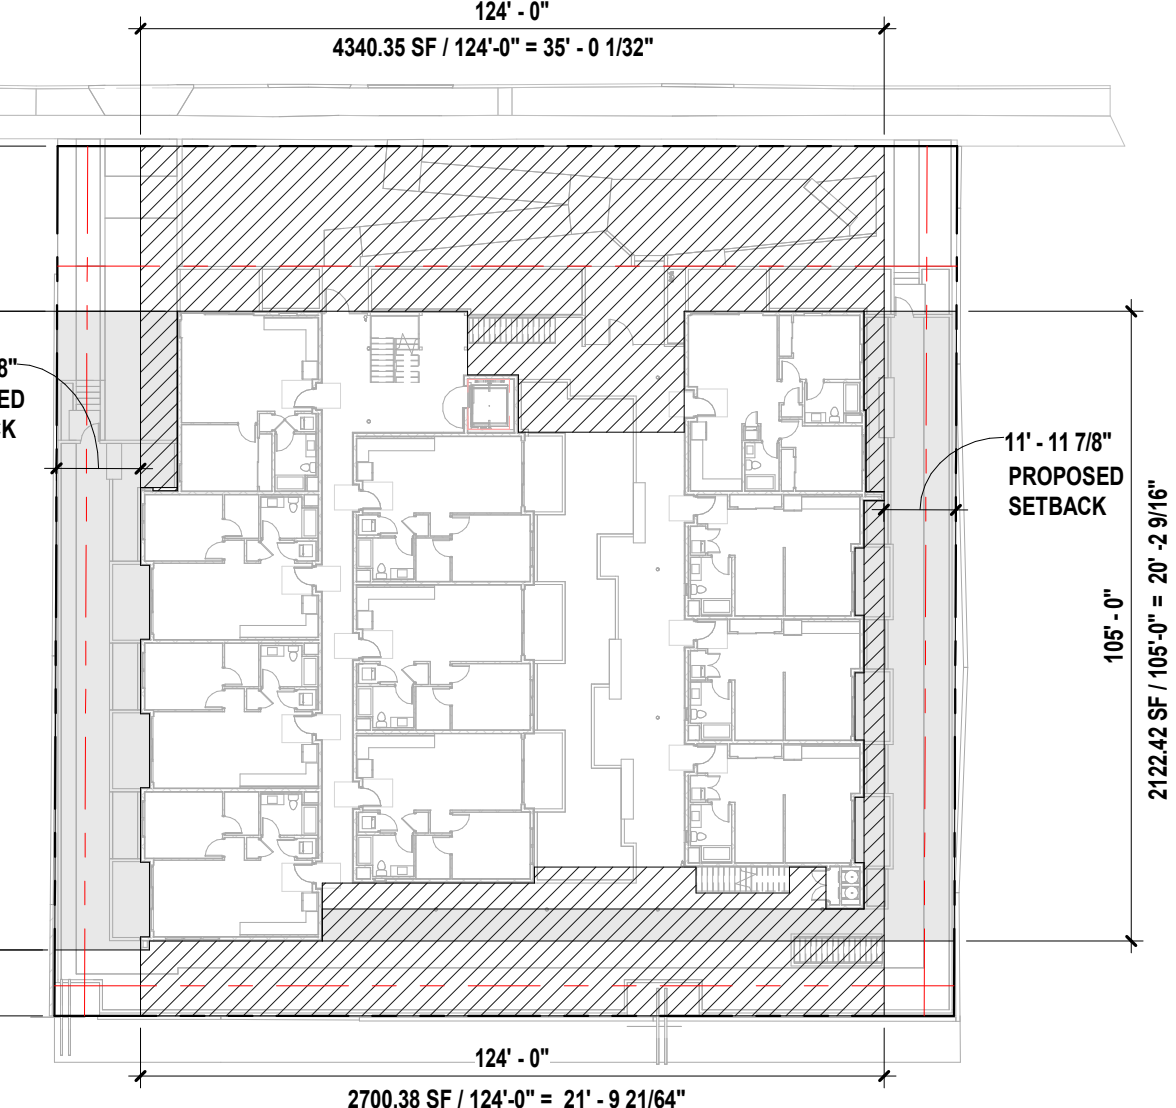 124' - 0"
4340.35 SF / 124'-0" = 35' - 0 1/32"
8"
ED
CK
11' - 11 7/8"
PROPOSED
SETBACK
105' - 0"
2122.42 SF / 105'-0" = 20' -2 9/16"
124' - 0"
2700.38 SF / 124'-0" = 21' - 9 21/64"